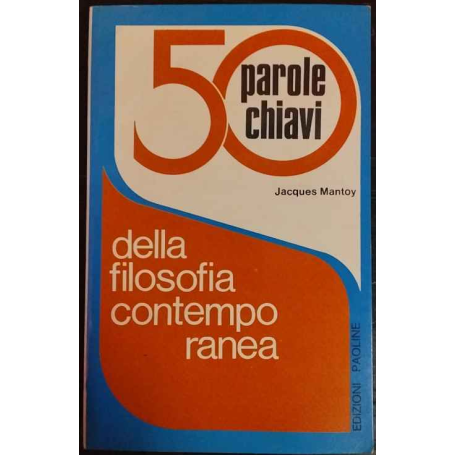 50
parole
chiavi
Jacques Mantoy
della
filosofia
contempo
ranea
EDIZIONI PAOLINE